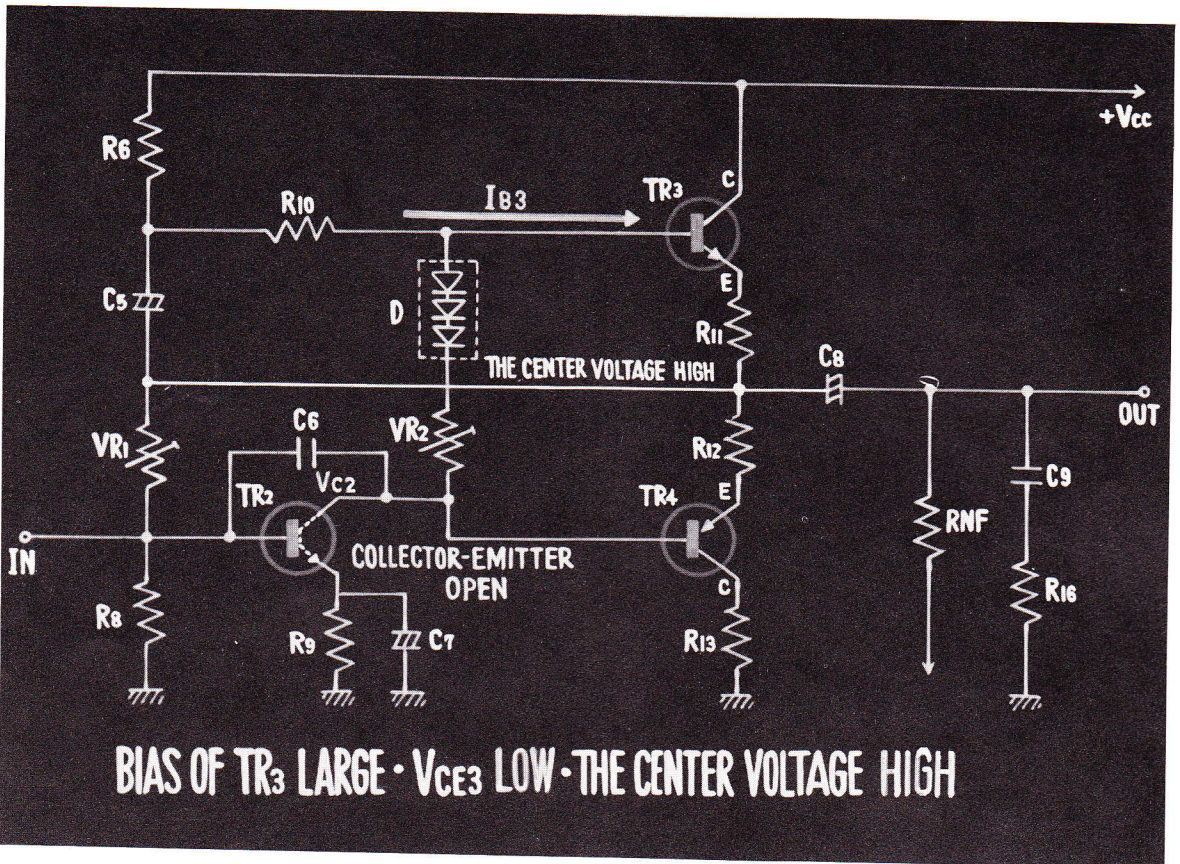 +Vcc
R6
TR3
C
R10
IB3
E
C5
D
R11
THE CENTER VOLTAGE HIGH
C8
OUT
VR1
C6
VR2
R12
C9
TR2
VC2
TR4
E
RNF
IN
COLLECTOR-EMITTER
OPEN
C
R16
R8
R9
C7
R13
BIAS OF TR3 LARGE · VCE3 LOW · THE CENTER VOLTAGE HIGH